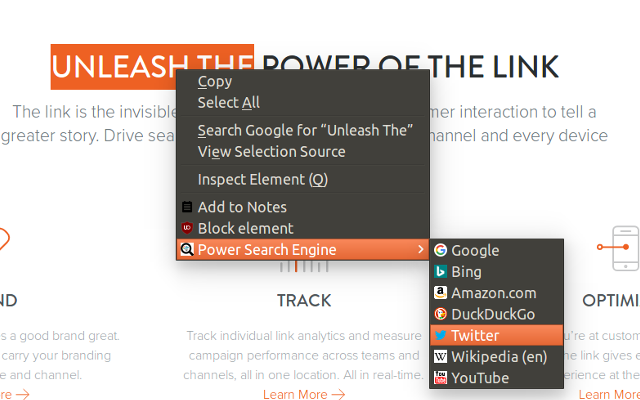 UNLEASH THE POWER OF THE LINK
The link is the invisible mer interaction to tell a
greater story. Drive sea hannel and every device
Copy
Select All
Search Google for “Unleash The”
View Selection Source
Inspect Element (Q)
Add to Notes
Block element
Power Search Engine
Google
Bing
Amazon.com
DuckDuckGo
Twitter
Wikipedia (en)
YouTube
ND
s a good brand great.
carry your branding
e and channel.
Learn More
TRACK
Track individual link analytics and measure
campaign performance across teams and
channels, all in one location. All in real-time.
Learn More
OPTIMI
u're at custom
he link gives e
xperience at the